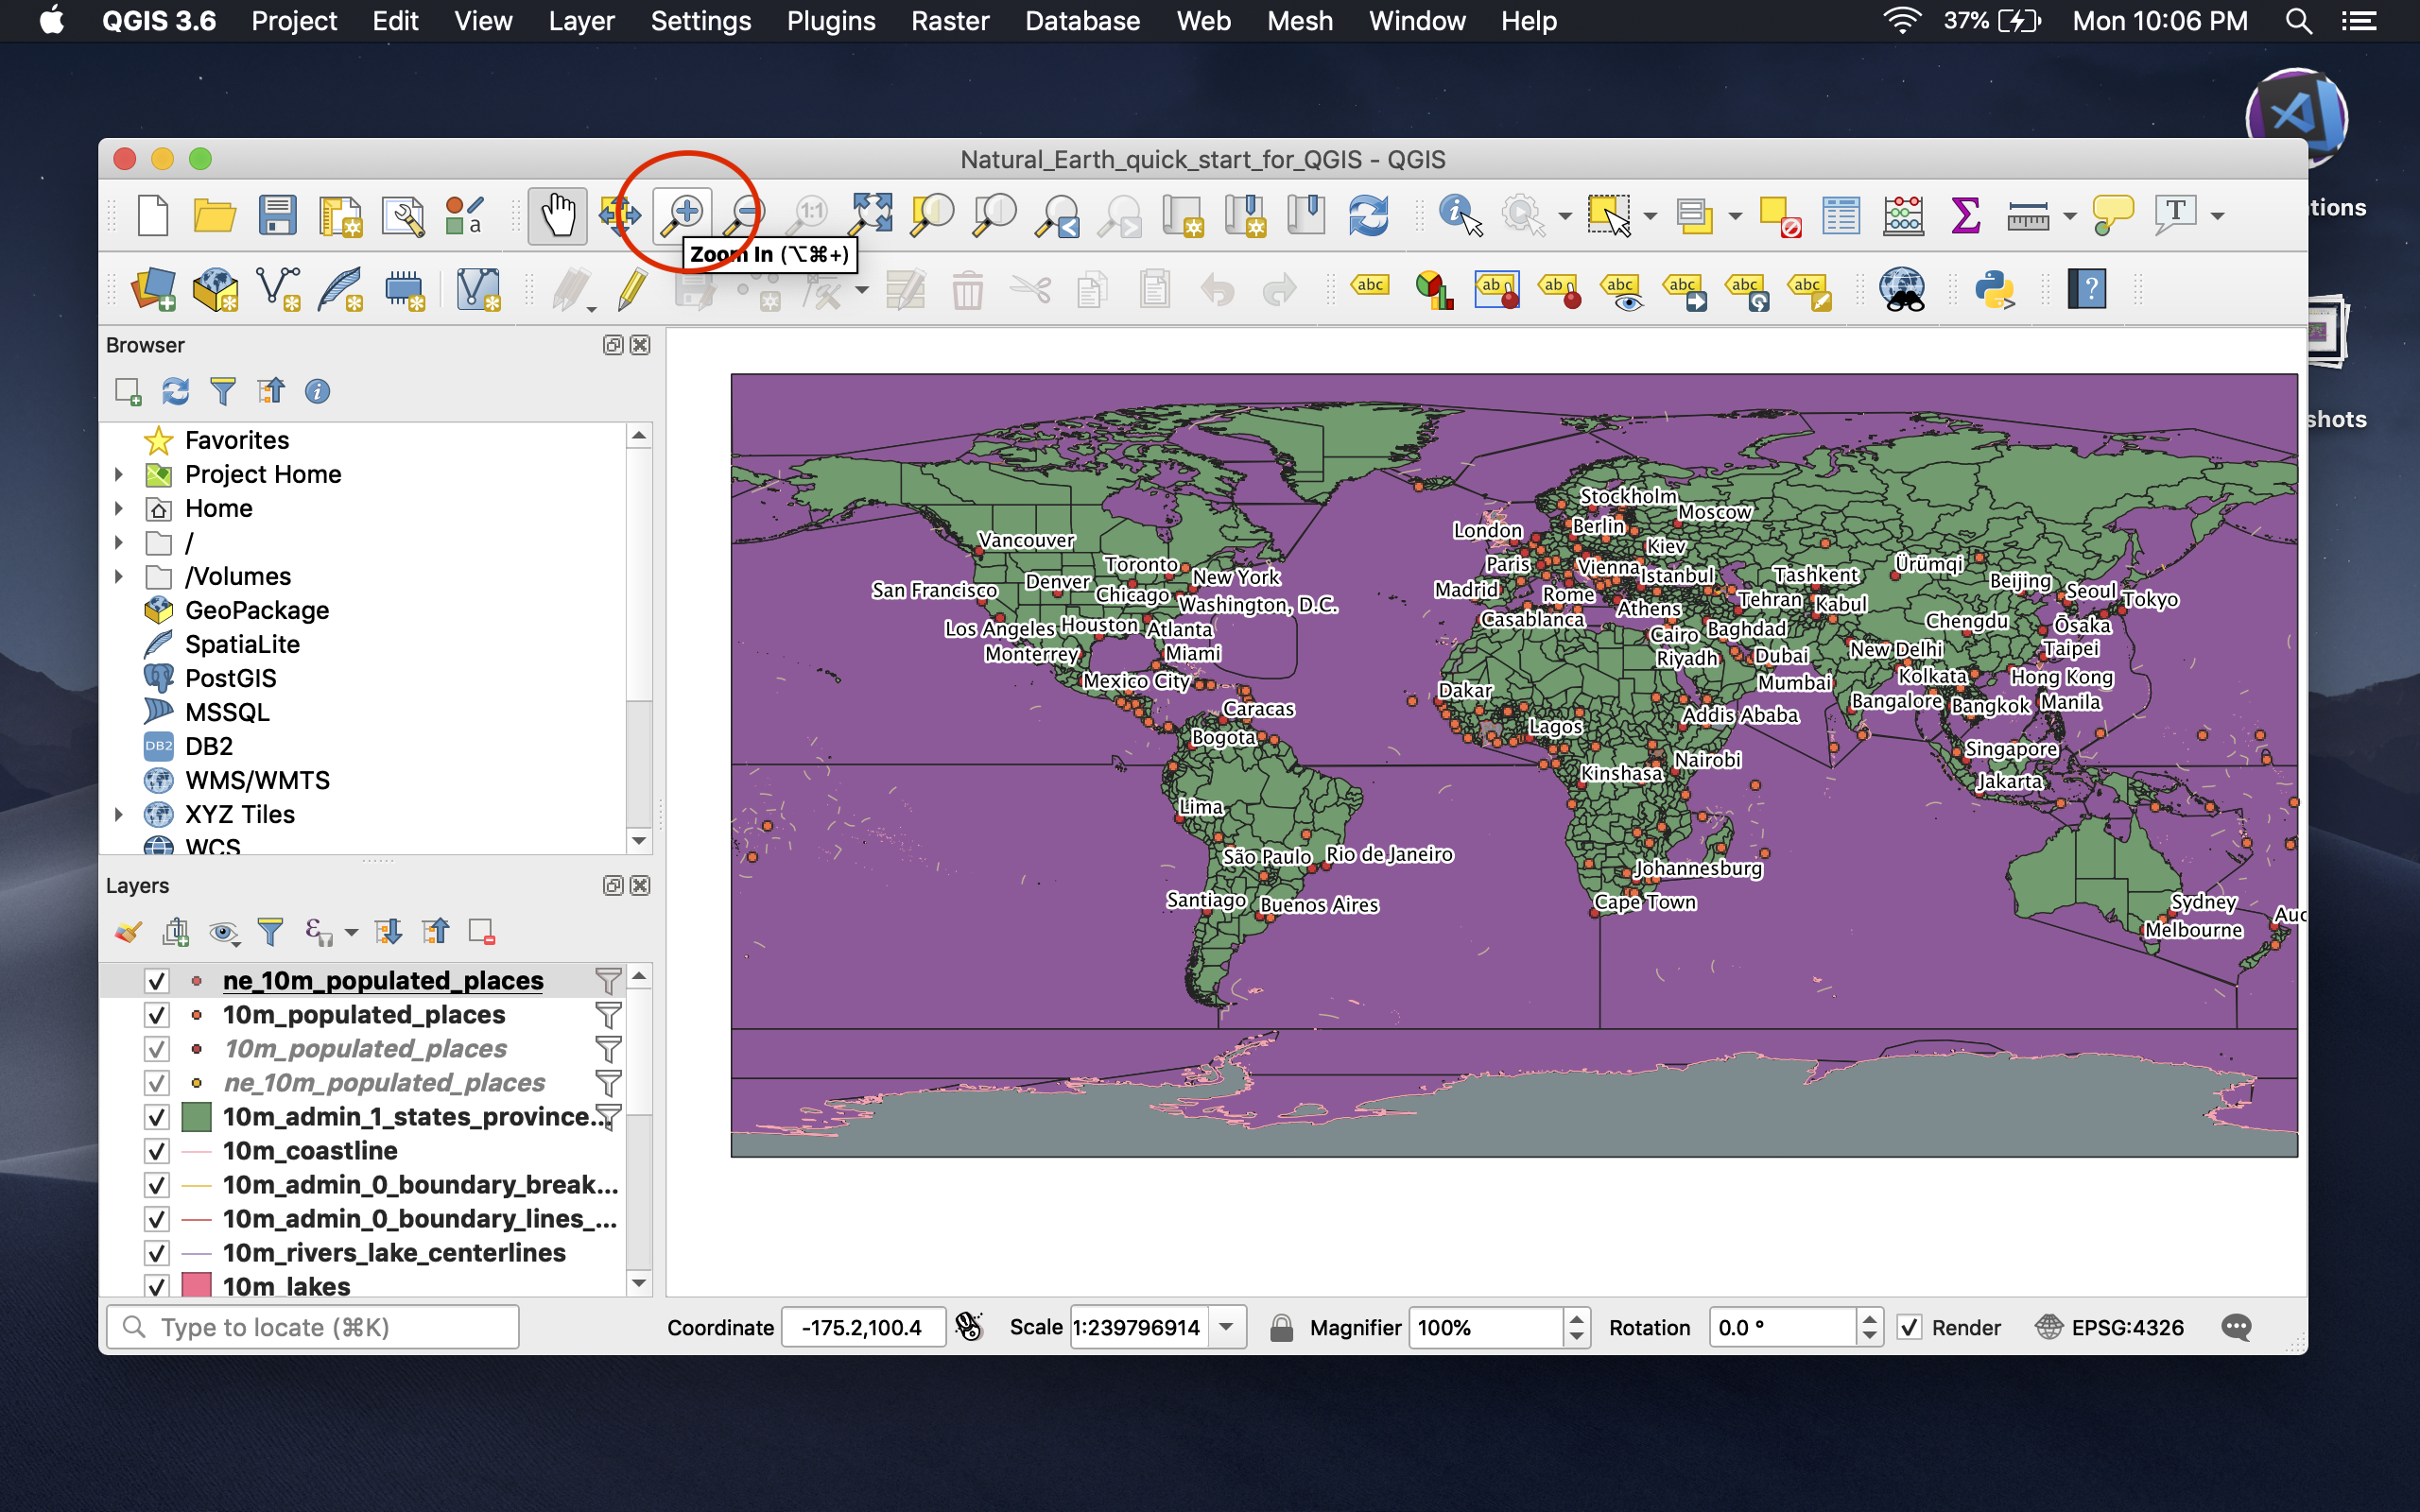 QGIS 3.6 Project Edit View Layer Settings Plugins Raster Database Web Mesh Window Help 37% Mon 10:06 PM
Natural_Earth_quick_start_for_QGIS - QGIS
tions
a 1:1 T
Zoom In (⌥⌘+)
abc ab ab abc abc abc abc ?
Browser
shots
Favorites
Project Home
Home
/
/Volumes
GeoPackage
SpatiaLite
PostGIS
MSSQL
DB2 DB2
WMS/WMTS
XYZ Tiles
WCS
Layers
ne_10m_populated_places
10m_populated_places
10m_populated_places
ne_10m_populated_places
10m_admin_1_states_province...
10m_coastline
10m_admin_0_boundary_break...
10m_admin_0_boundary_lines_...
10m_rivers_lake_centerlines
10m_lakes
Stockholm
Moscow
London
Berlin
Vancouver
Kiev
Toronto
Paris
Vienna
Ürümqi
New York
Denver
Istanbul
Tashkent
Beijing
San Francisco
Chicago
Madrid
Rome
Seoul
Tokyo
Washington, D.C.
Athens
Tehran
Kabul
Casablanca
Chengdu
Ōsaka
Los Angeles
Houston
Atlanta
Cairo
Baghdad
Monterrey
Miami
Riyadh
Dubai
New Delhi
Taipei
Mexico City
Dakar
Mumbai
Kolkata
Hong Kong
Caracas
Addis Ababa
Bangalore
Bangkok
Manila
Bogota
Lagos
Singapore
Kinshasa
Nairobi
Jakarta
Lima
São Paulo
Rio de Janeiro
Johannesburg
Santiago
Buenos Aires
Cape Town
Sydney
Auc
Melbourne
Type to locate (⌘K) Coordinate -175.2,100.4 Scale 1:239796914 Magnifier 100% Rotation 0.0 ° Render EPSG:4326